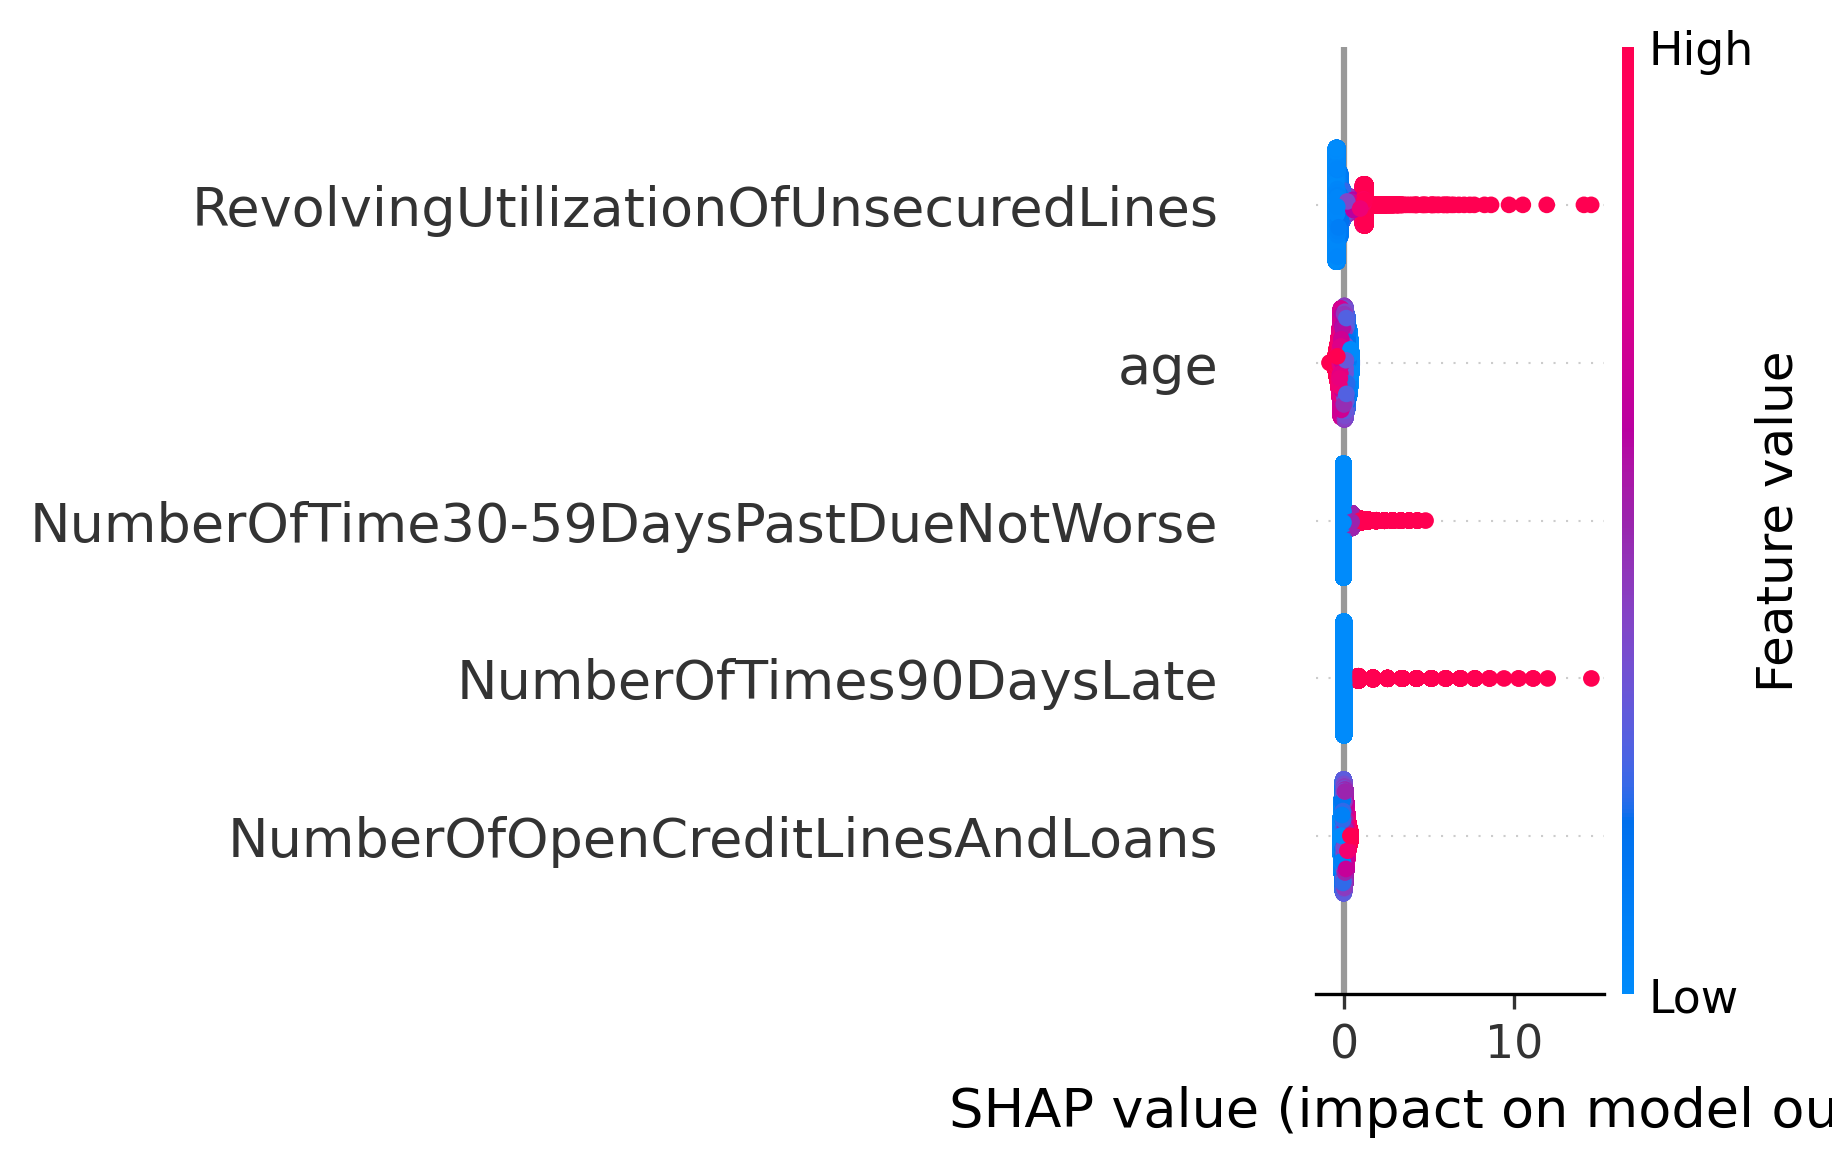 High
RevolvingUtilizationOfUnsecuredLines
age
NumberOfTime30-59DaysPastDueNotWorse
NumberOfTimes90DaysLate
NumberOfOpenCreditLinesAndLoans
Feature value
Low
0 10
SHAP value (impact on model ou